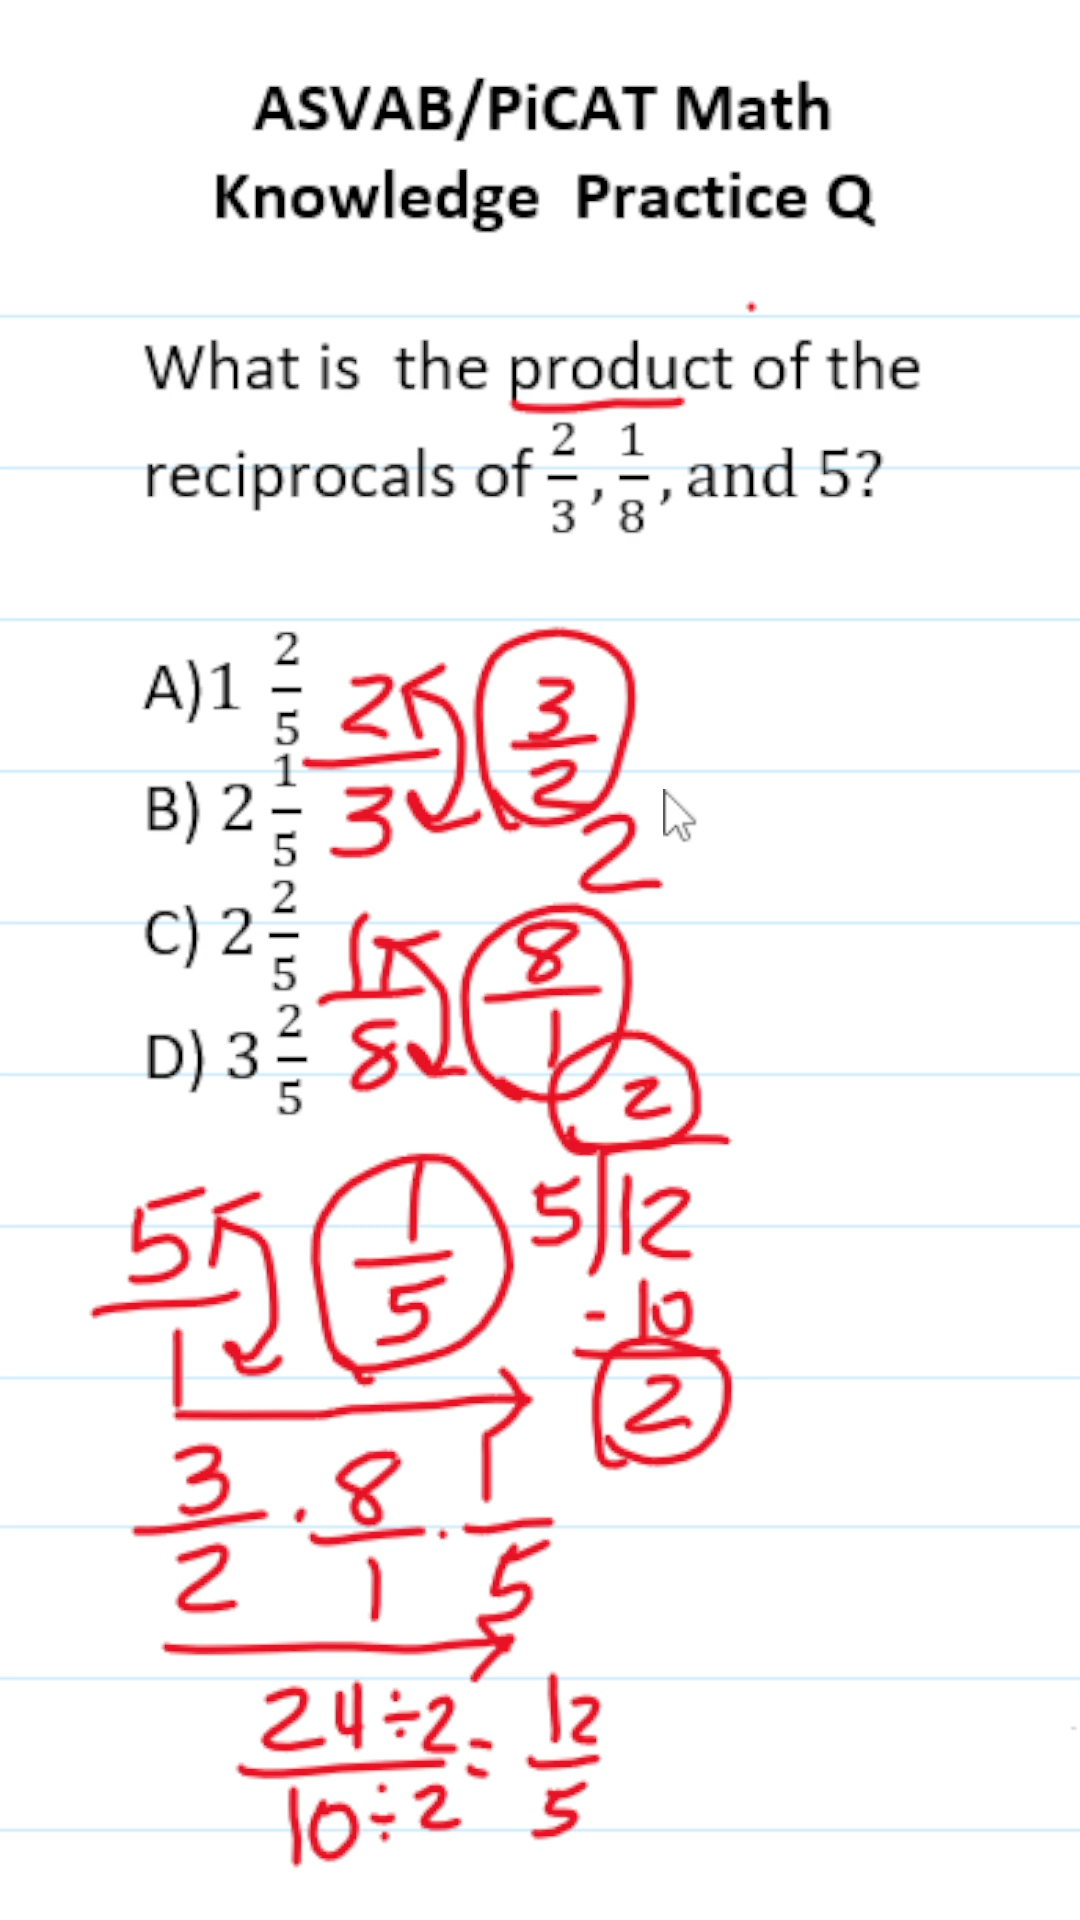 ASVAB/PiCAT Math
Knowledge Practice Q
What is the product of the
reciprocals of 2/3, 1/8, and 5?
A) 1 2/5
B) 2 1/5
C) 2 2/5
D) 3 2/5
2/3
3/2
2
1/8
8/1
2
5)12
- 10
2
5/1
1/5
3/2 · 8/1 · 1/5
24÷2/10÷2 = 12/5